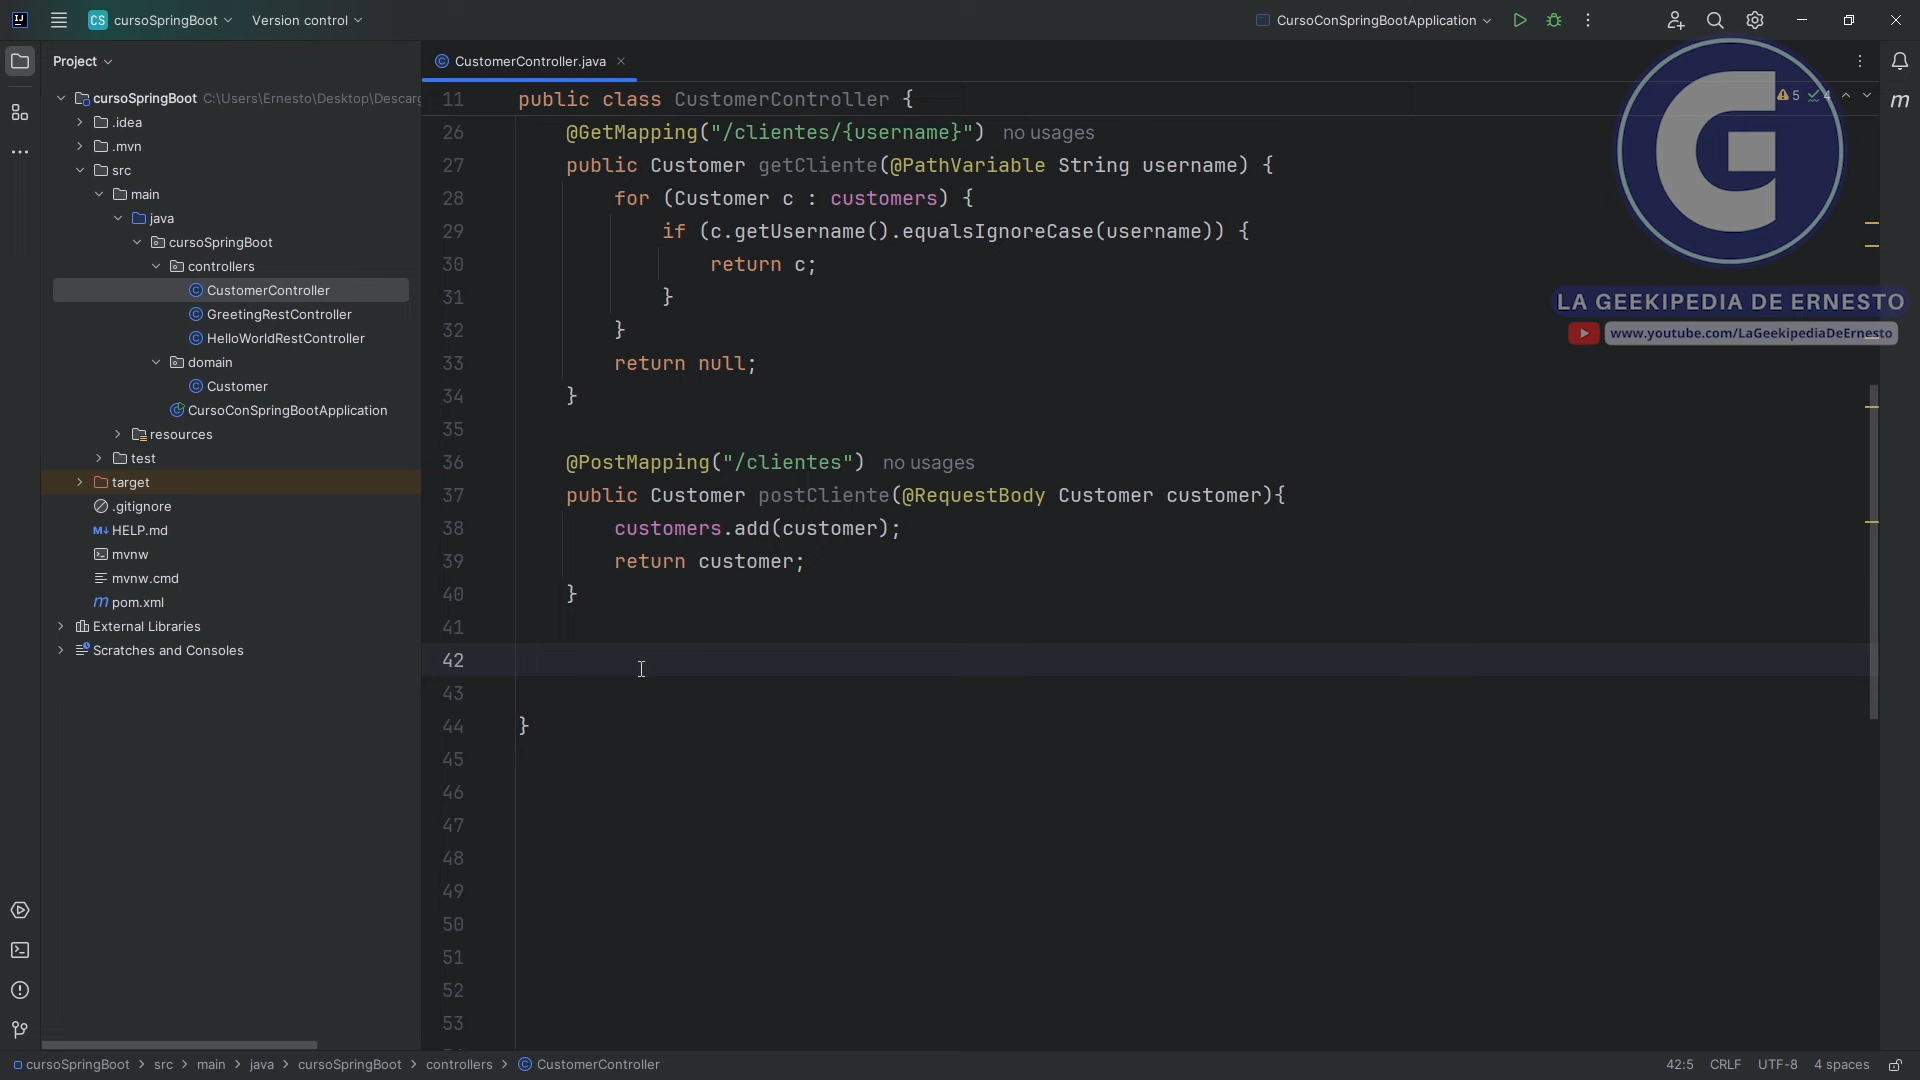 CS cursoSpringBoot Version control CursoConSpringBootApplication
Project
CustomerController.java
cursoSpringBoot C:\Users\Ernesto\Desktop\Descarg
.idea
.mvn
src
main
java
cursoSpringBoot
controllers
CustomerController
GreetingRestController
HelloWorldRestController
domain
Customer
CursoConSpringBootApplication
resources
test
target
.gitignore
M↓ HELP.md
mvnw
mvnw.cmd
m pom.xml
External Libraries
Scratches and Consoles
11 public class CustomerController {
5 4
m
26 @GetMapping("/clientes/{username}") no usages
27 public Customer getCliente(@PathVariable String username) {
28 for (Customer c : customers) {
29 if (c.getUsername().equalsIgnoreCase(username)) {
30 return c;
31 }
32 }
33 return null;
34 }
35
36 @PostMapping("/clientes") no usages
37 public Customer postCliente(@RequestBody Customer customer){
38 customers.add(customer);
39 return customer;
40 }
41
42
43
44 }
45
46
47
48
49
50
51
52
53
G
LA GEEKIPEDIA DE ERNESTO
www.youtube.com/LaGeekipediaDeErnesto
cursoSpringBoot > src > main > java > cursoSpringBoot > controllers > CustomerController 42:5 CRLF UTF-8 4 spaces